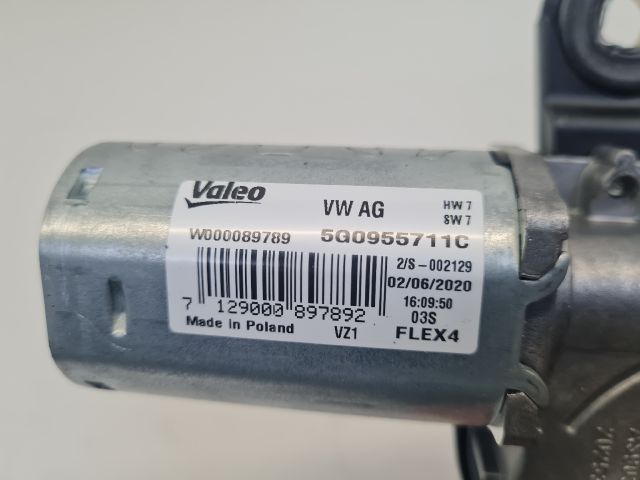 Valeo VW AG HW 7
SW 7
W000089789 5G0955711C
2/S-002129
02/06/2020
16:09:50
7 129000 897892 03S
Made in Poland VZ1 FLEX4